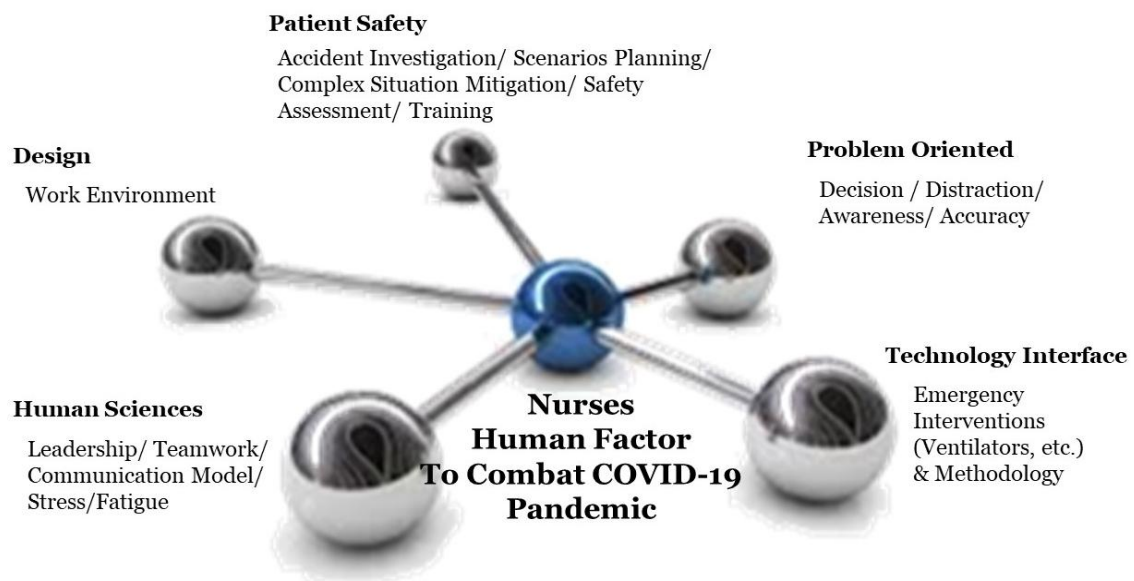 Patient Safety
Accident Investigation/ Scenarios Planning/
Complex Situation Mitigation/ Safety
Assessment/ Training
Design
Work Environment
Problem Oriented
Decision / Distraction/
Awareness/ Accuracy
Technology Interface
Emergency
Interventions
(Ventilators, etc.)
& Methodology
Human Sciences
Leadership/ Teamwork/
Communication Model/
Stress/Fatigue
Nurses
Human Factor
To Combat COVID-19
Pandemic